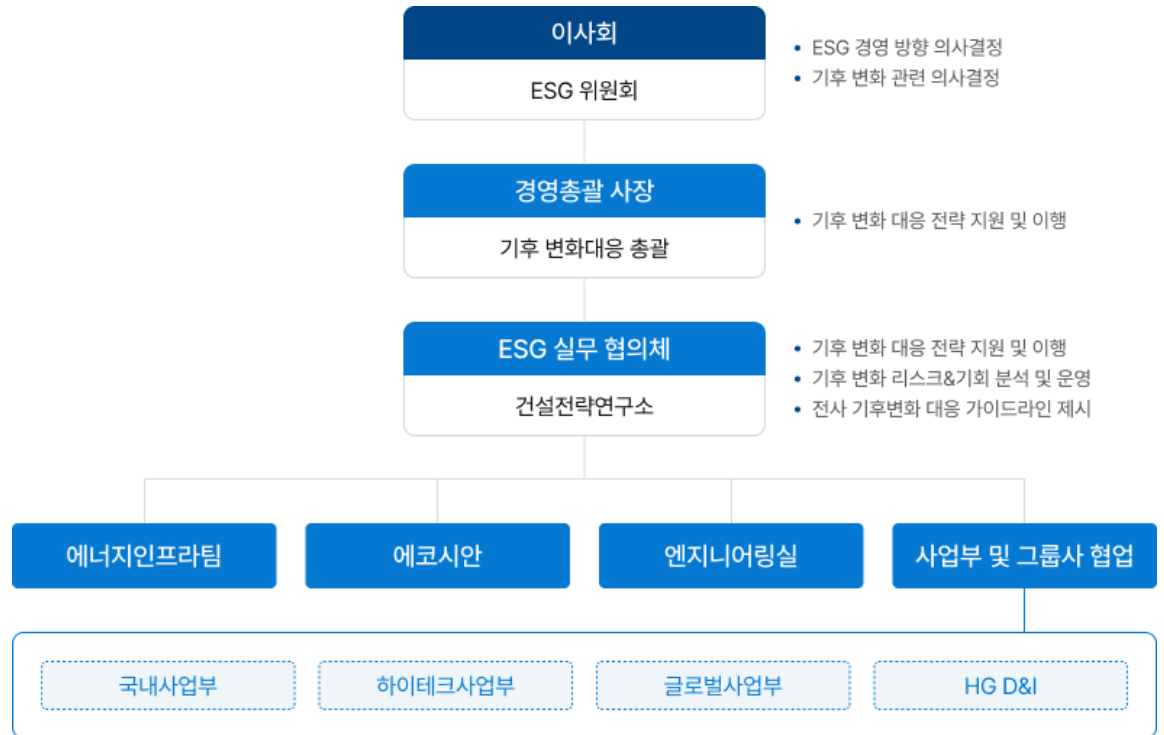 이사회
ESG 위원회
• ESG 경영 방향 의사결정
• 기후 변화 관련 의사결정
경영총괄 사장
기후 변화대응 총괄
• 기후 변화 대응 전략 지원 및 이행
ESG 실무 협의체
건설전략연구소
• 기후 변화 대응 전략 지원 및 이행
• 기후 변화 리스크&기회 분석 및 운영
• 전사 기후변화 대응 가이드라인 제시
에너지인프라팀
에코시안
엔지니어링실
사업부 및 그룹사 협업
국내사업부
하이테크사업부
글로벌사업부
HG D&I